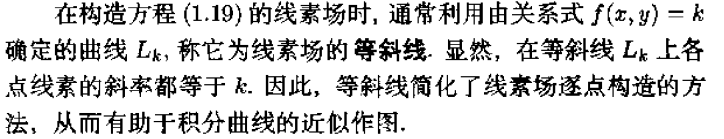 在构造方程 (1.19) 的线素场时, 通常利用由关系式 f(x, y) = k
确定的曲线 Lₖ, 称它为线素场的等斜线. 显然, 在等斜线 Lₖ 上各
点线素的斜率都等于 k. 因此, 等斜线简化了线素场逐点构造的方
法, 从而有助于积分曲线的近似作图.